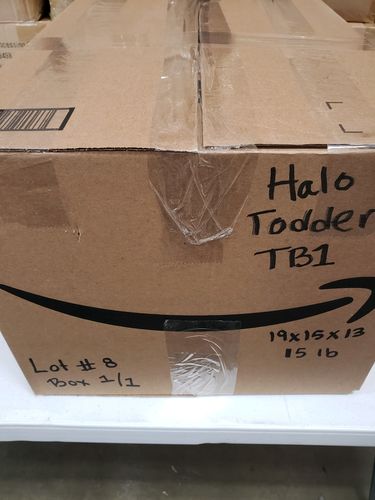 Halo
Todder
TB1
19x15x13
15 lb
Lot # 8
Box 1/1